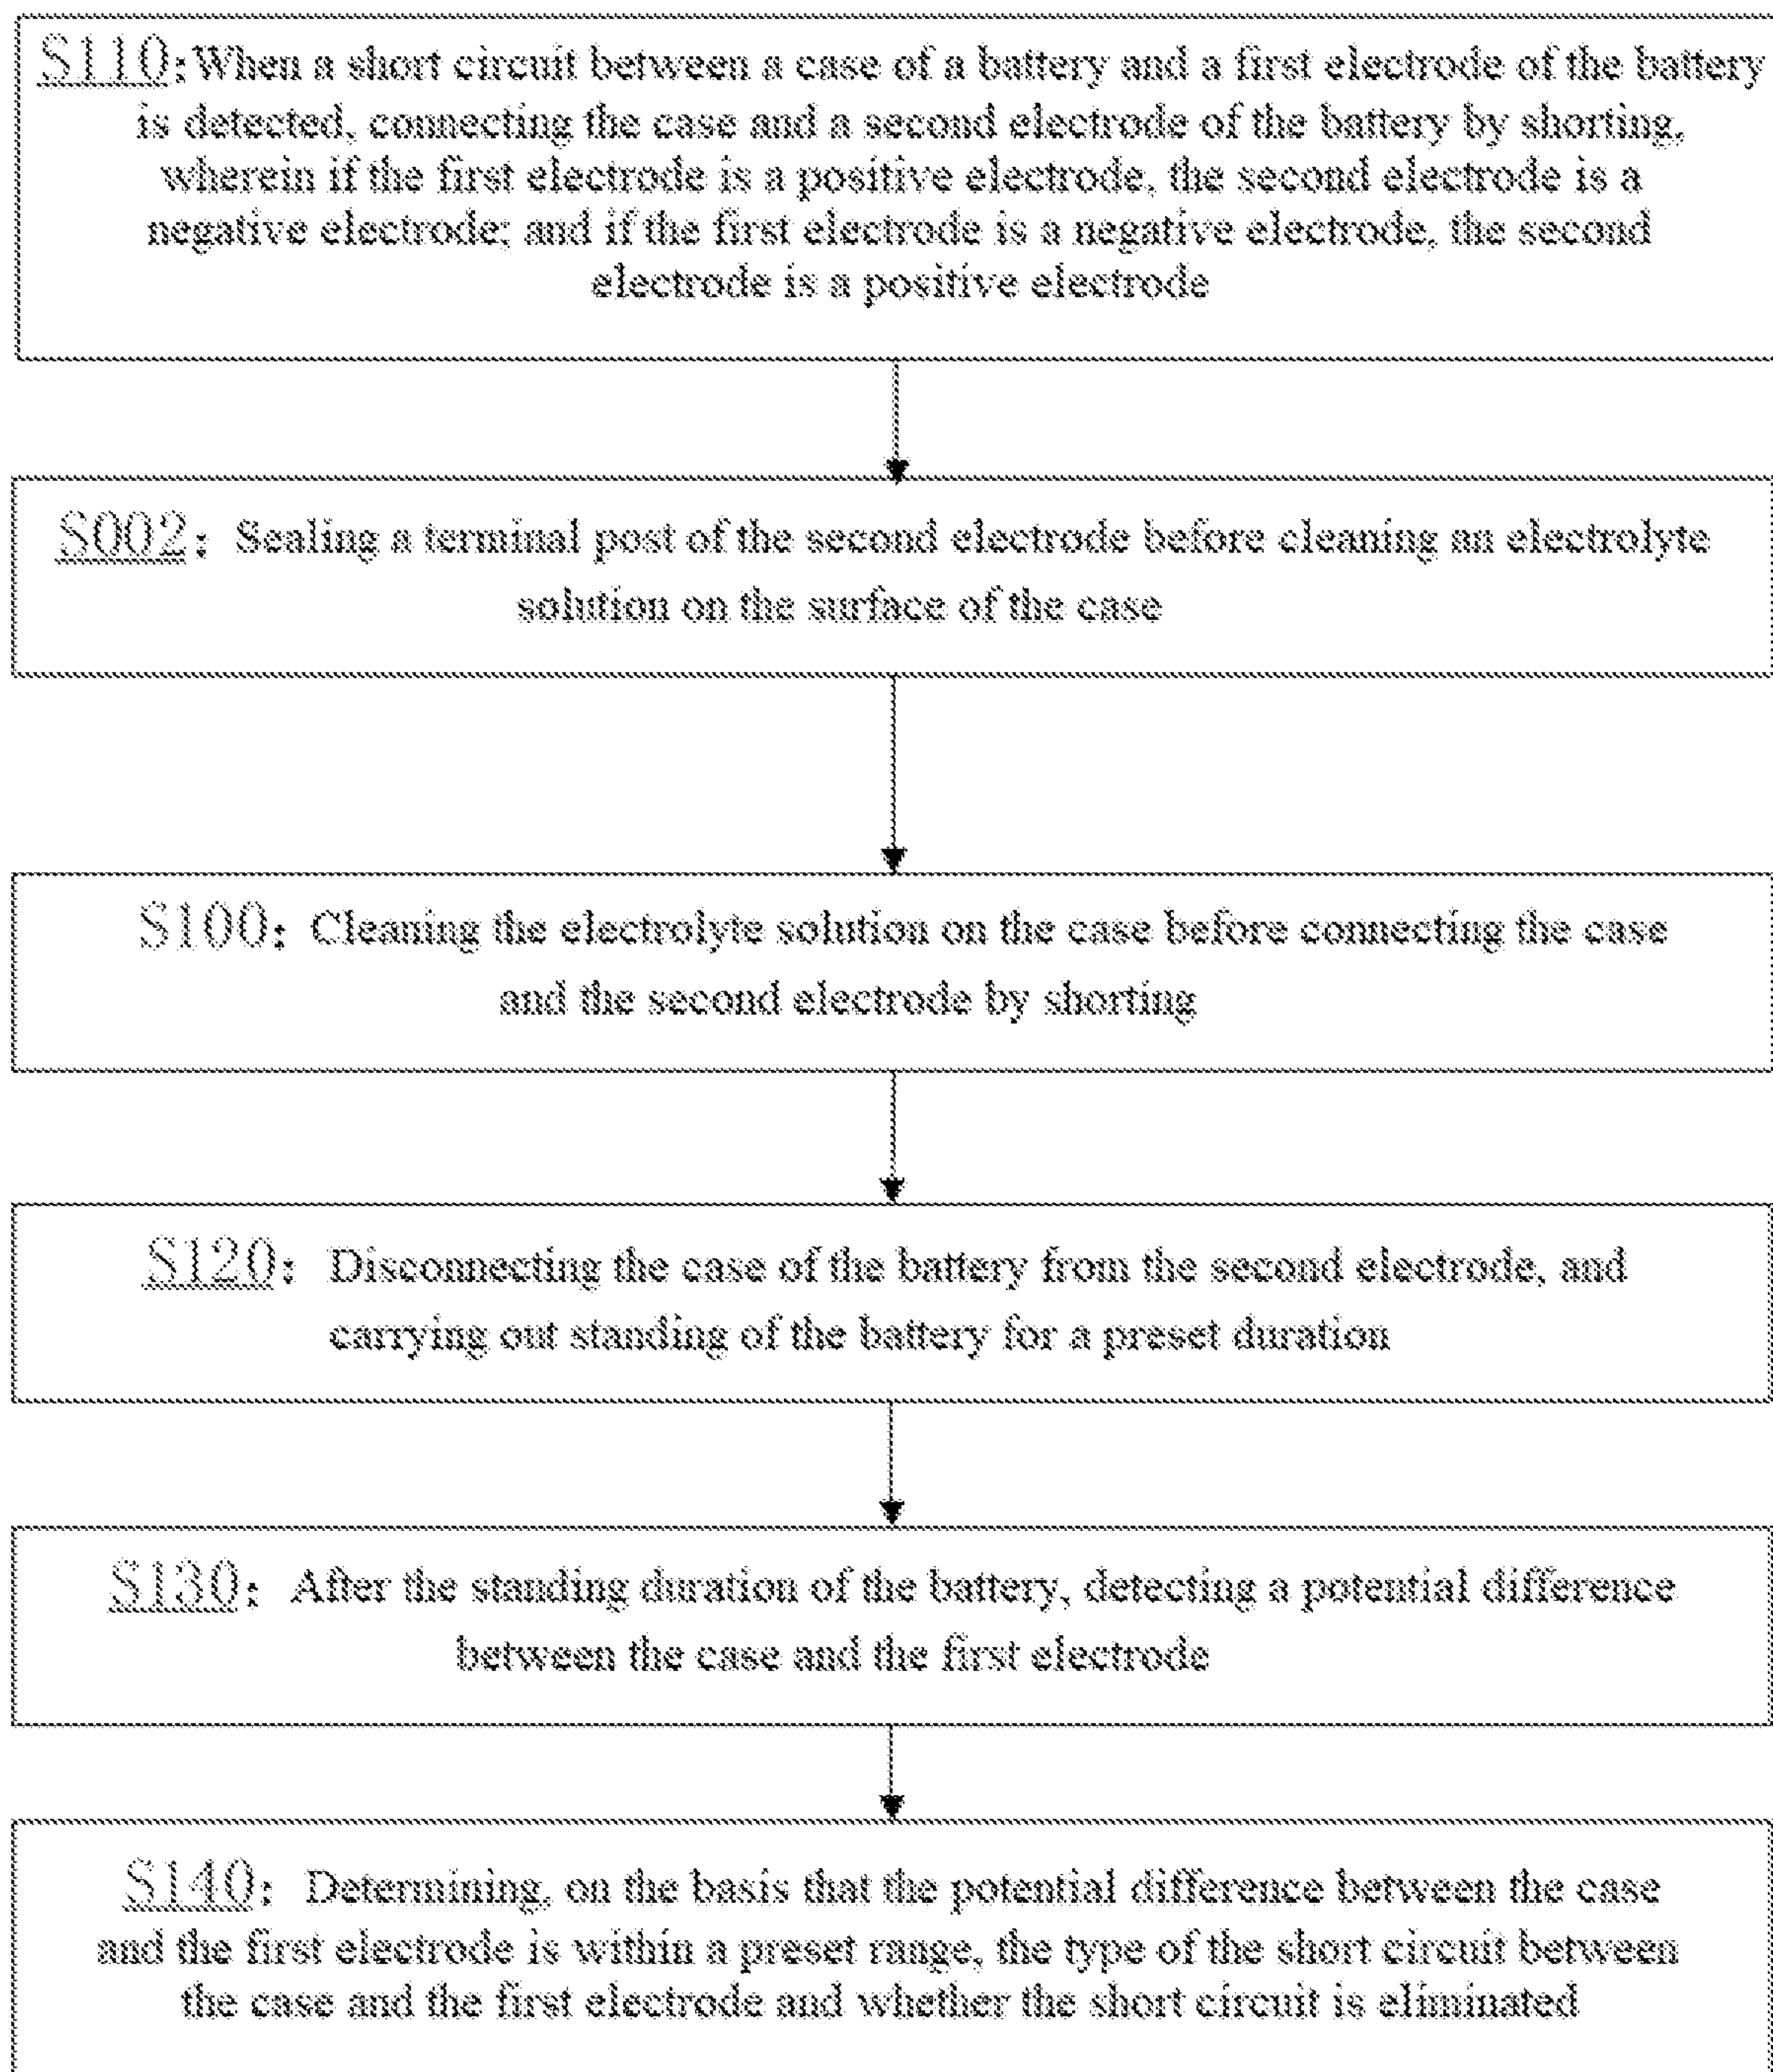 S110:When a short circuit between a case of a battery and a first electrode of the battery
is detected, connecting the case and a second electrode of the battery by shorting,
wherein if the first electrode is a positive electrode, the second electrode is a
negative electrode; and if the first electrode is a negative electrode, the second
electrode is a positive electrode
S002: Sealing a terminal post of the second electrode before cleaning an electrolyte
solution on the surface of the case
S100: Cleaning the electrolyte solution on the case before connecting the case
and the second electrode by shorting
S120: Disconnecting the case of the battery from the second electrode, and
carrying out standing of the battery for a preset duration
S130: After the standing duration of the battery, detecting a potential difference
between the case and the first electrode
S140: Determining, on the basis that the potential difference between the case
and the first electrode is within a preset range, the type of the short circuit between
the case and the first electrode and whether the short circuit is eliminated